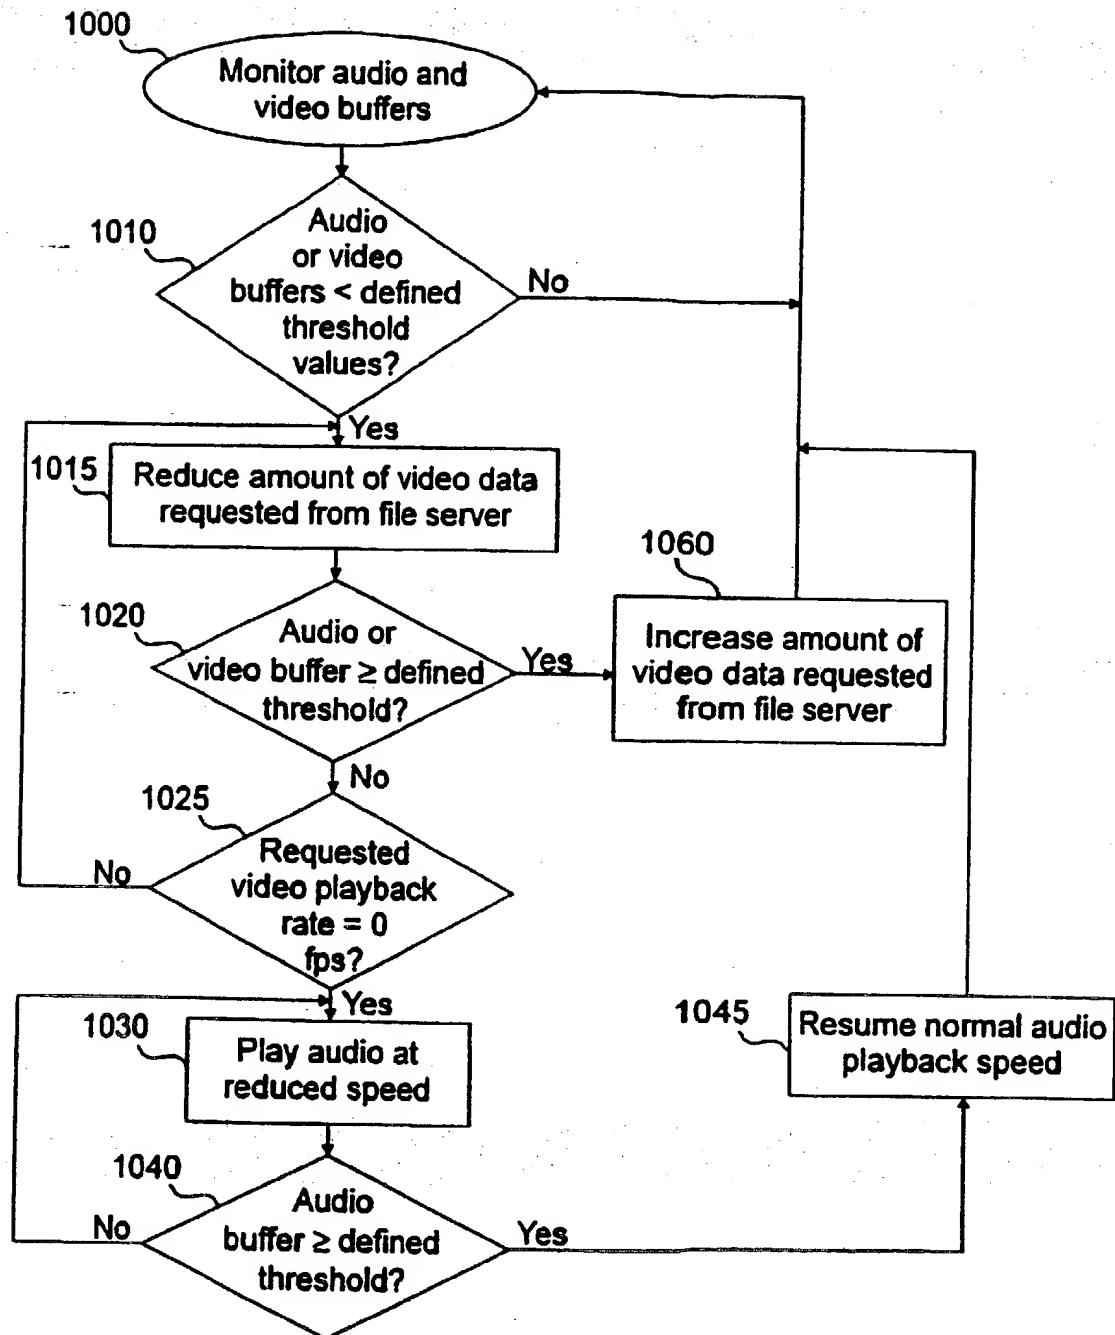 1000
Monitor audio and
video buffers
1010
Audio
or video
buffers < defined
threshold
values?
No
Yes
1015
Reduce amount of video data
requested from file server
1060
1020
Audio or
video buffer ≥ defined
threshold?
Yes
Increase amount of
video data requested
from file server
No
1025
Requested
video playback
rate = 0
fps?
No
Yes
1030
Play audio at
reduced speed
1045
Resume normal audio
playback speed
1040
Audio
buffer ≥ defined
threshold?
No
Yes